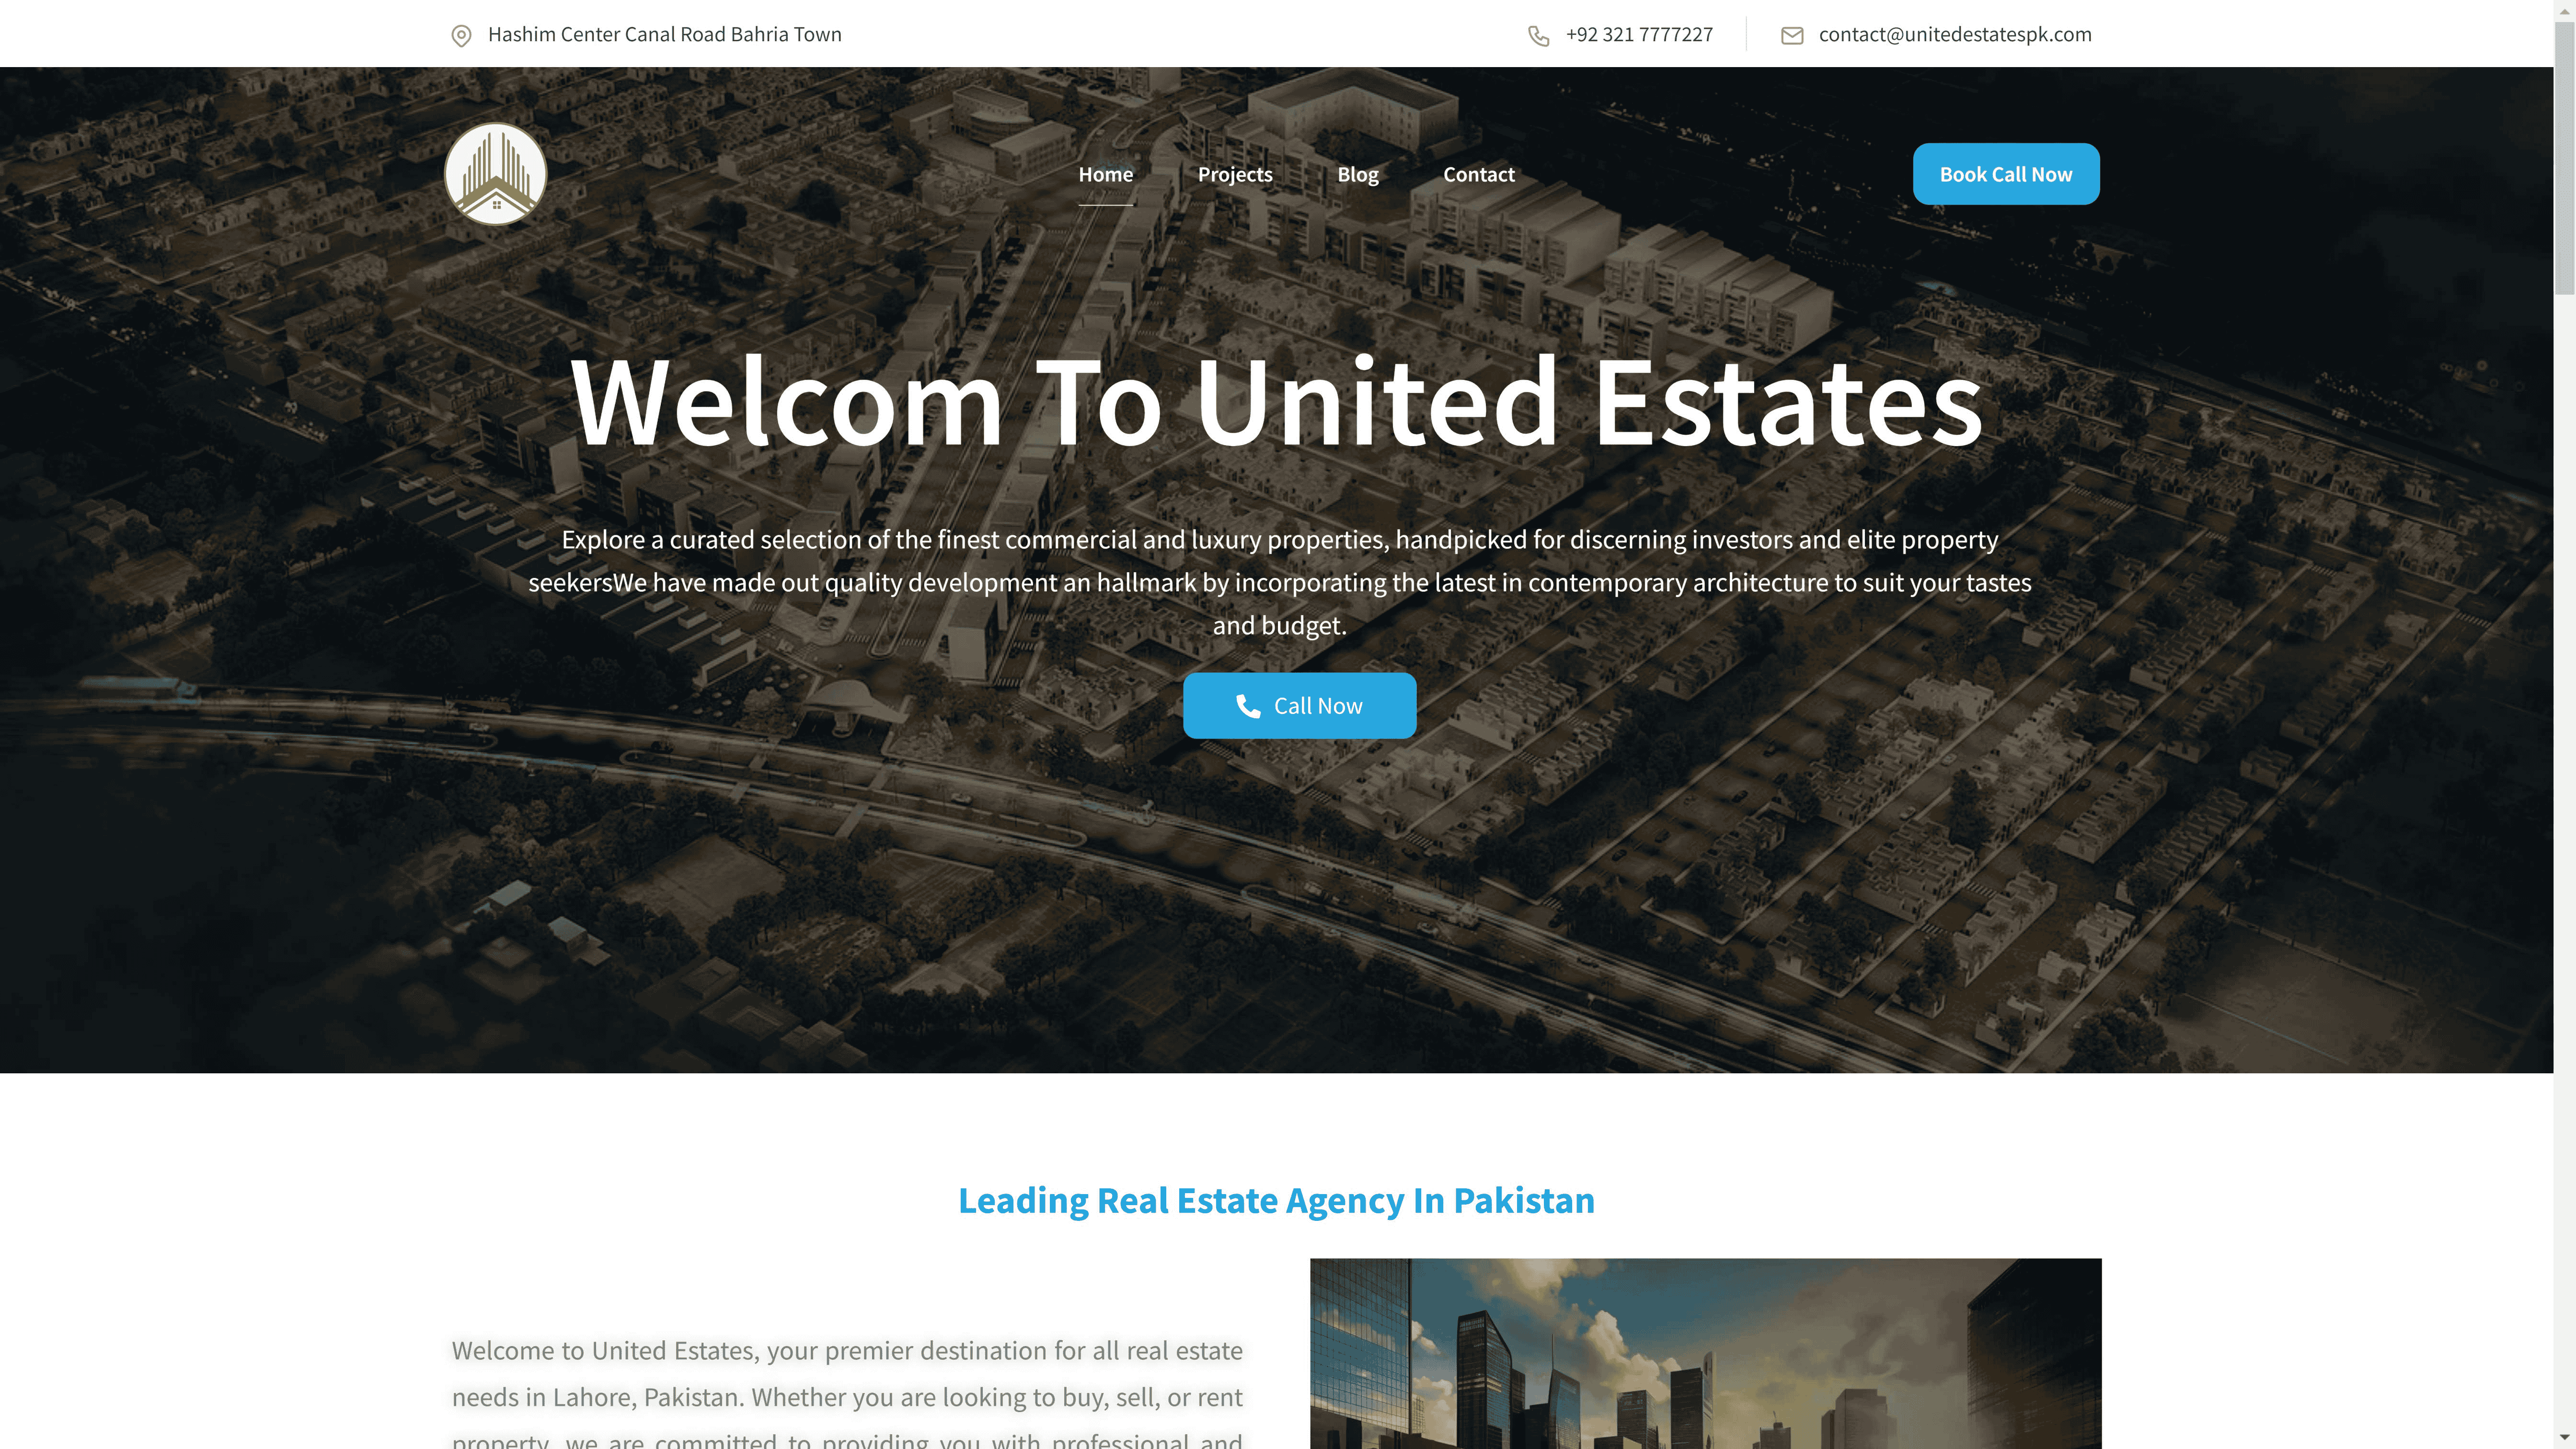 Hashim Center Canal Road Bahria Town
+92 321 7777227
contact@unitedestatespk.com
Home
Projects
Blog
Contact
Book Call Now
Welcom To United Estates
Explore a curated selection of the finest commercial and luxury properties, handpicked for discerning investors and elite property
seekersWe have made out quality development an hallmark by incorporating the latest in contemporary architecture to suit your tastes
and budget.
Call Now
Leading Real Estate Agency In Pakistan
Welcome to United Estates, your premier destination for all real estate
needs in Lahore, Pakistan. Whether you are looking to buy, sell, or rent
property, we are committed to providing you with professional and